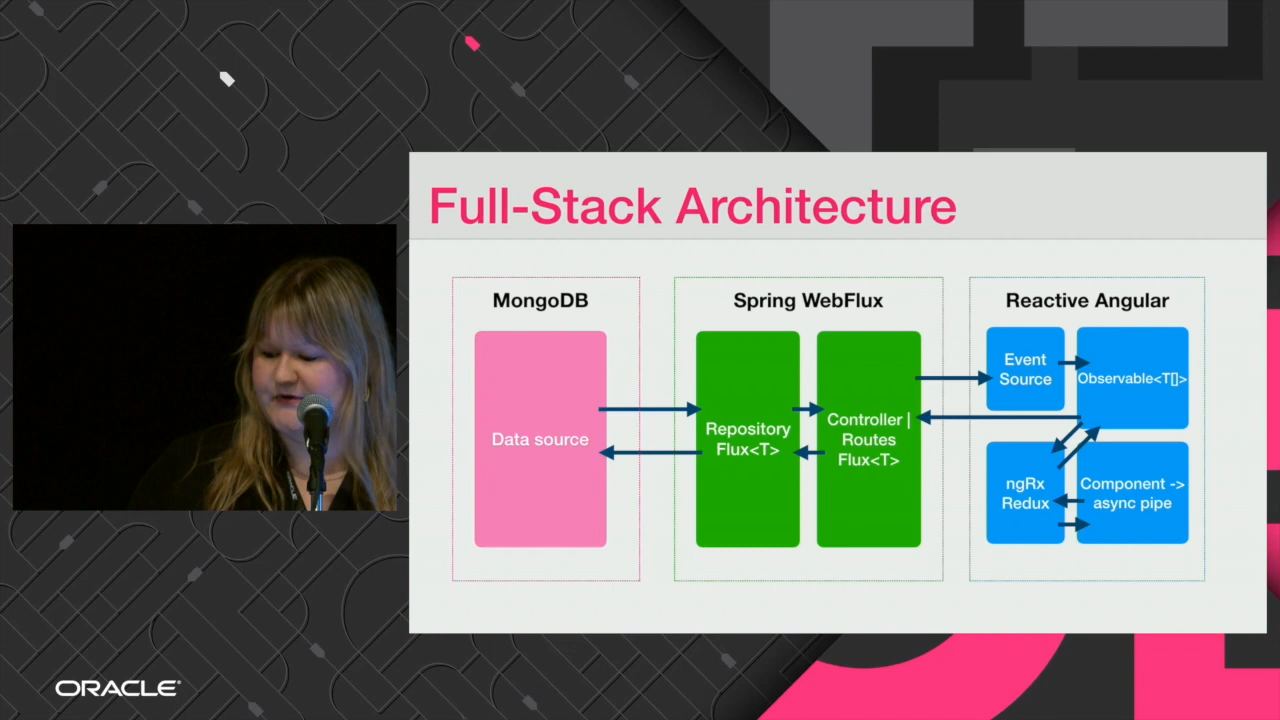 Full-Stack Architecture
MongoDB
Data source
Spring WebFlux
Repository
Flux<T>
Controller |
Routes
Flux<T>
Reactive Angular
Event
Source
Observable<T[]>
ngRx
Redux
Component ->
async pipe
ORACLE